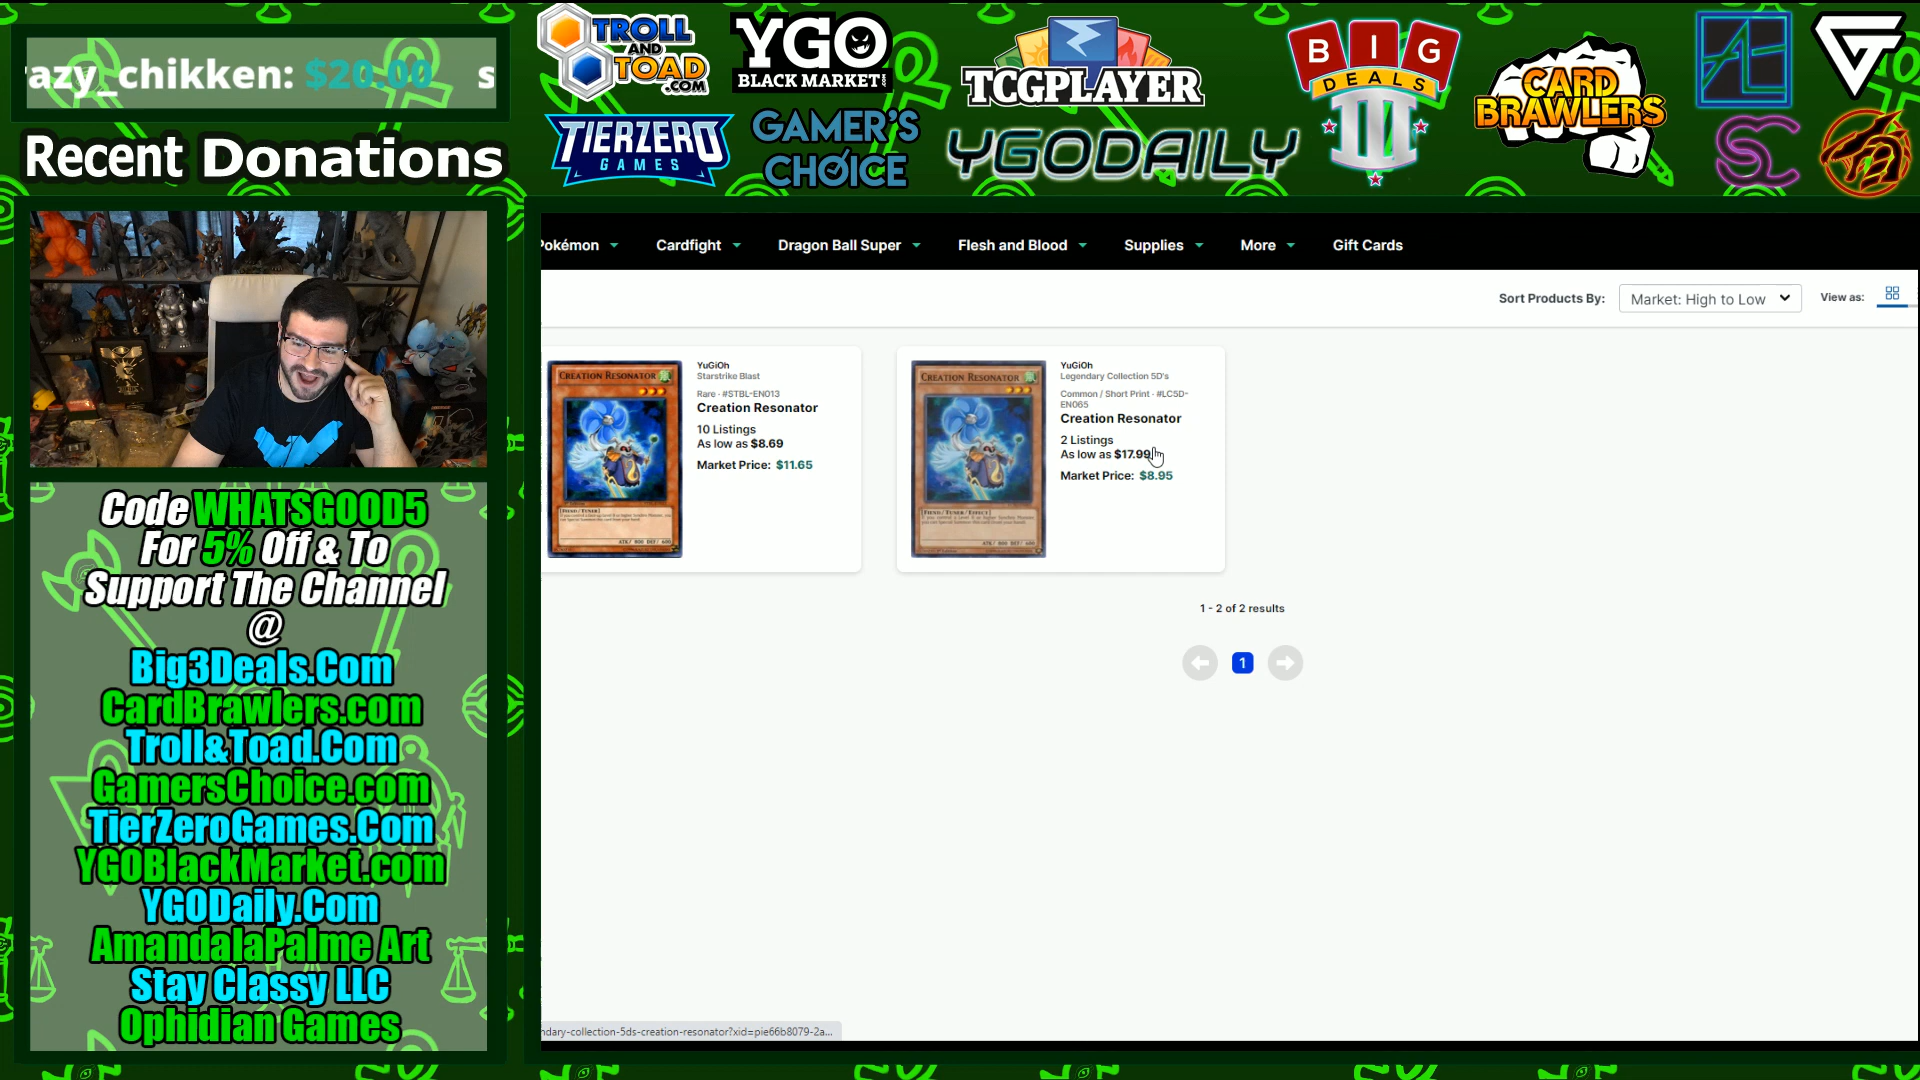 azy_chikken: $20.00 s
Recent Donations
TROLL
AND
TOAD
.COM
YGO
BLACK MARKET!
TCGPLAYER
BIG
DEALS
III
CARD
BRAWLERS
TIERZERO
GAMES
GAMER'S
CHOICE
YGODAILY
Pokémon
Cardfight
Dragon Ball Super
Flesh and Blood
Supplies
More
Gift Cards
Sort Products By:
Market: High to Low
View as:
CREATION RESONATOR
YuGiOh
Starstrike Blast
Rare · #STBL-EN013
Creation Resonator
10 Listings
As low as $8.69
Market Price: $11.65
CREATION RESONATOR
YuGiOh
Legendary Collection 5D's
Common / Short Print · #LC5D-
EN065
Creation Resonator
2 Listings
As low as $17.99
Market Price: $8.95
1 - 2 of 2 results
1
Code WHATSGOOD5
For 5% Off & To
Support The Channel
@
Big3Deals.Com
CardBrawlers.com
Troll&Toad.Com
GamersChoice.com
TierZeroGames.Com
YGOBlackMarket.com
YGODaily.Com
AmandalaPalme Art
Stay Classy LLC
Ophidian Games
ndary-collection-5ds-creation-resonator?xid=pie66b8079-2a...